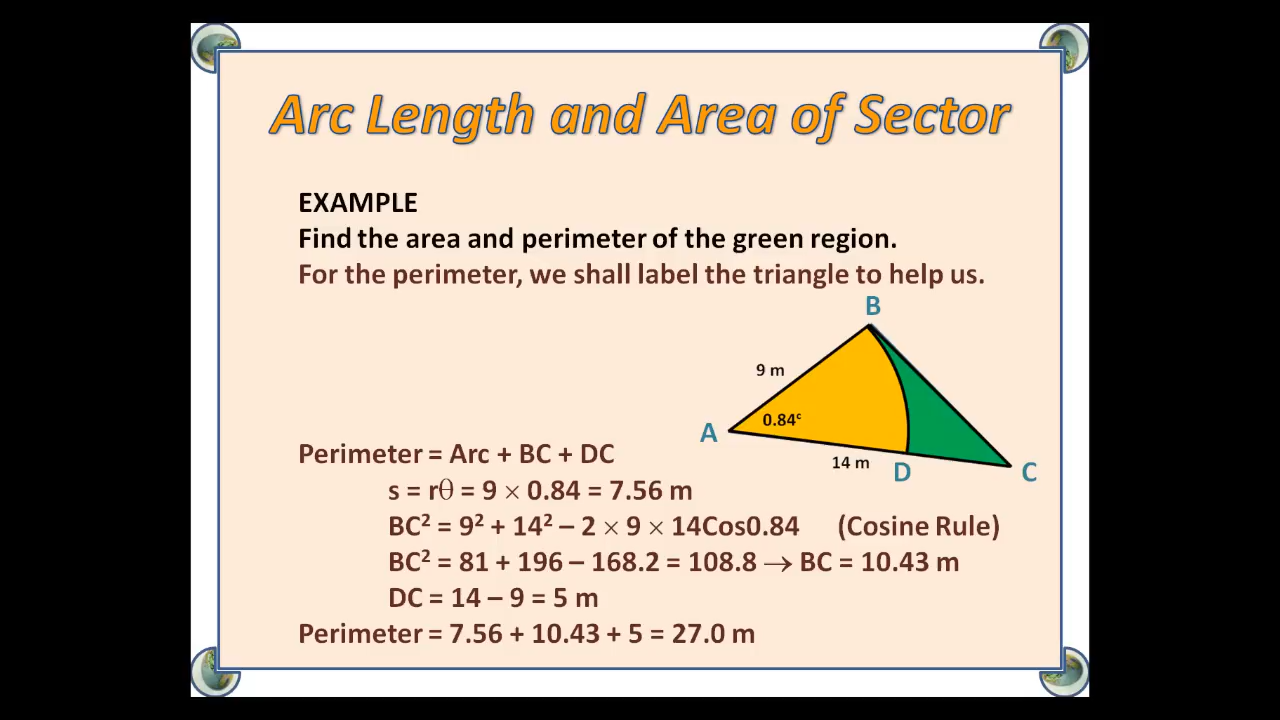 Arc Length and Area of Sector
EXAMPLE
Find the area and perimeter of the green region.
For the perimeter, we shall label the triangle to help us.
B
9 m
0.84ᶜ
A
14 m
D
C
Perimeter = Arc + BC + DC
s = rθ = 9 × 0.84 = 7.56 m
BC² = 9² + 14² – 2 × 9 × 14Cos0.84 (Cosine Rule)
BC² = 81 + 196 – 168.2 = 108.8 → BC = 10.43 m
DC = 14 – 9 = 5 m
Perimeter = 7.56 + 10.43 + 5 = 27.0 m